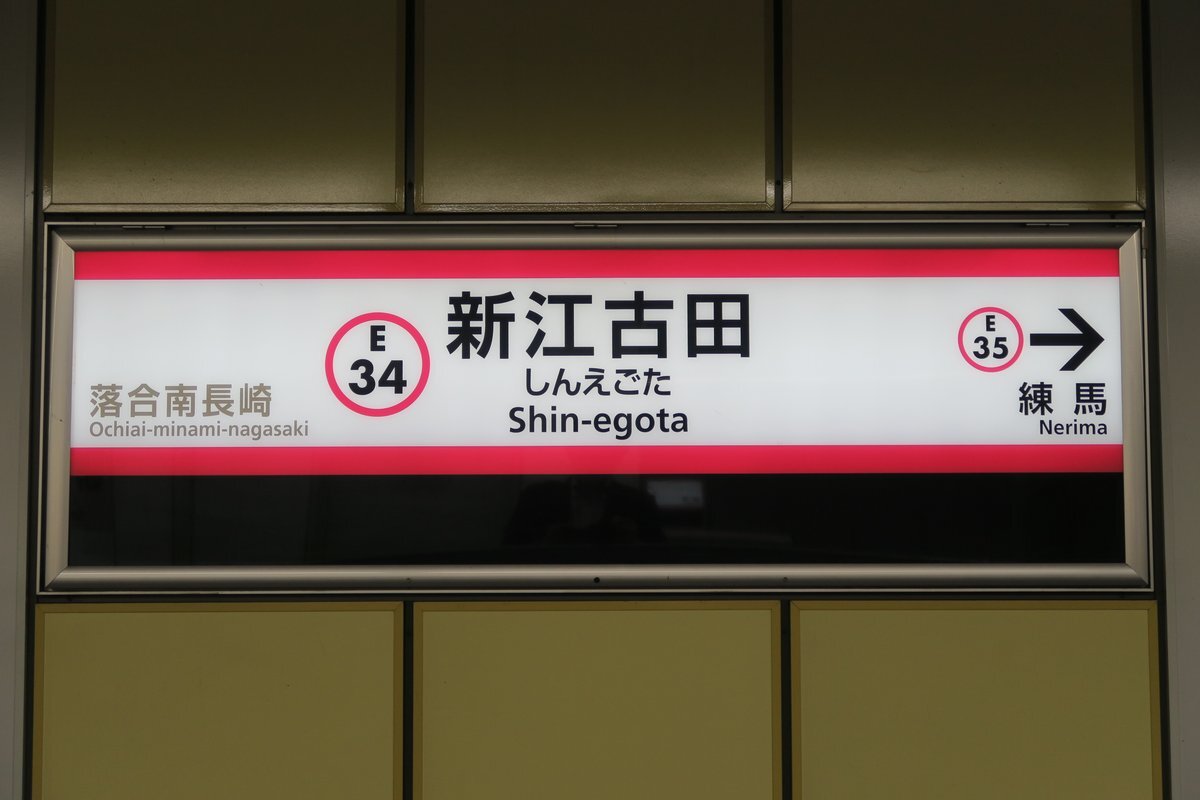 落合南長崎
Ochiai-minami-nagasaki
E
34
新江古田
しんえごた
Shin-egota
E
35
練馬
Nerima